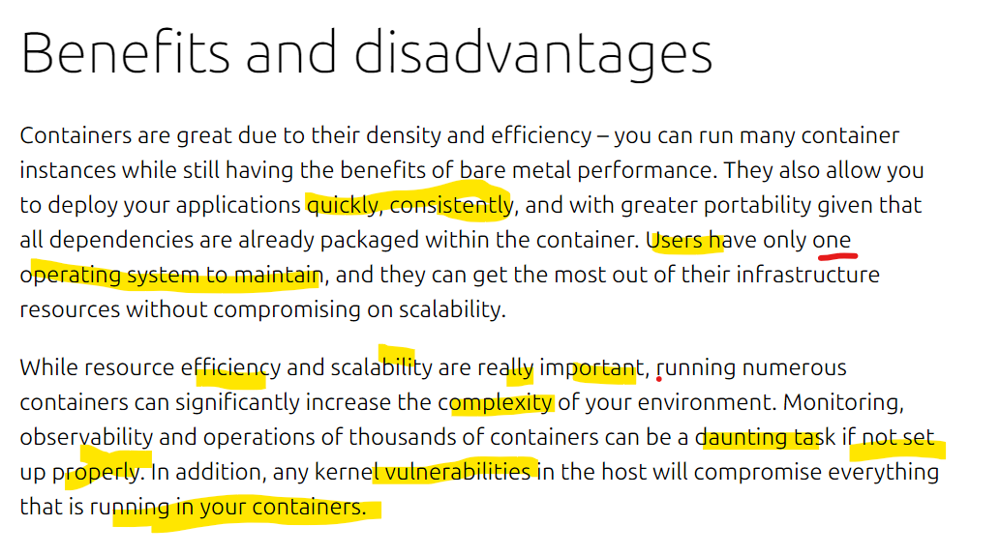 Benefits and disadvantages
Containers are great due to their density and efficiency – you can run many container
instances while still having the benefits of bare metal performance. They also allow you
to deploy your applications quickly, consistently, and with greater portability given that
all dependencies are already packaged within the container. Users have only one
operating system to maintain, and they can get the most out of their infrastructure
resources without compromising on scalability.
While resource efficiency and scalability are really important, running numerous
containers can significantly increase the complexity of your environment. Monitoring,
observability and operations of thousands of containers can be a daunting task if not set
up properly. In addition, any kernel vulnerabilities in the host will compromise everything
that is running in your containers.